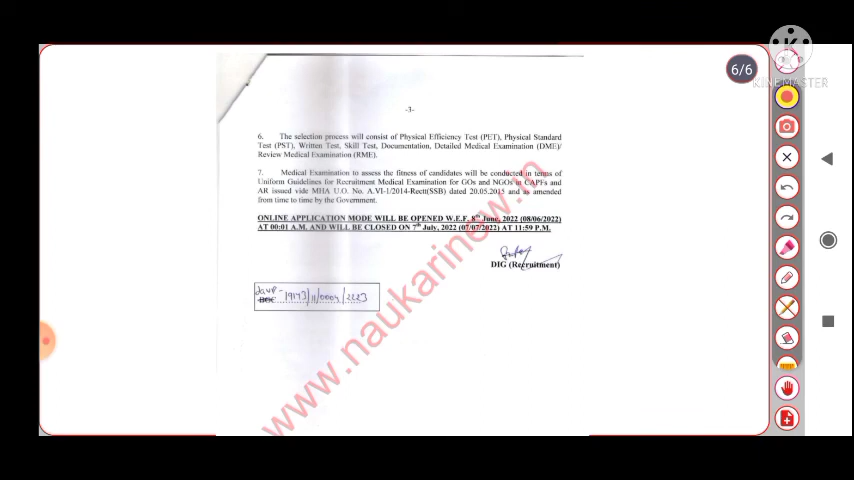 6/6
KINEMASTER
-3-
6. The selection process will consist of Physical Efficiency Test (PET), Physical Standard
Test (PST), Written Test, Skill Test, Documentation, Detailed Medical Examination (DME)/
Review Medical Examination (RME).
7. Medical Examination to assess the fitness of candidates will be conducted in terms of
Uniform Guidelines for Recruitment Medical Examination for GOs and NGOs in CAPFs and
AR issued vide MHA U.O. No. A.VI-1/2014-Rectt(SSB) dated 20.05.2015 and as amended
from time to time by the Government.
ONLINE APPLICATION MODE WILL BE OPENED W.E.F. 8th June, 2022 (08/06/2022)
AT 00:01 A.M. AND WILL BE CLOSED ON 7th July, 2022 (07/07/2022) AT 11:59 P.M.
DIG (Recruitment)
19173/11/0004/2223
www.naukarinew.in